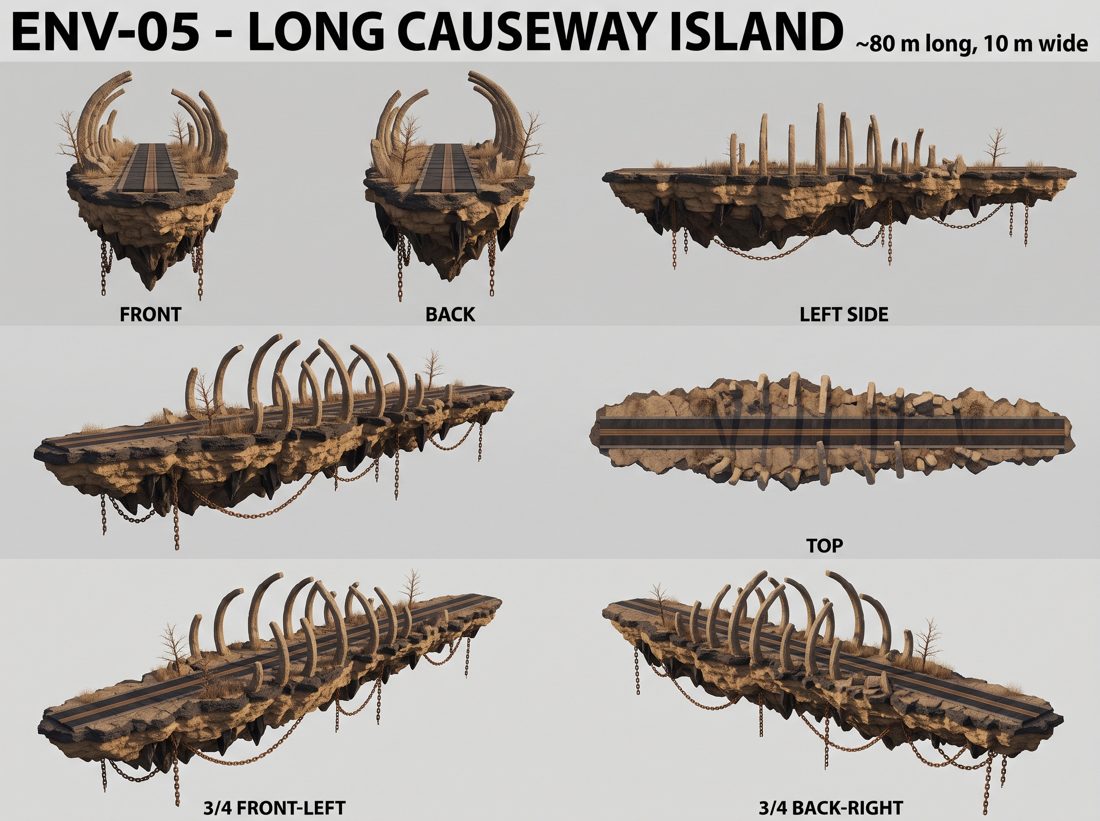 ENV-05 - LONG CAUSEWAY ISLAND ~80 m long, 10 m wide
FRONT
BACK
LEFT SIDE
TOP
3/4 FRONT-LEFT
3/4 BACK-RIGHT